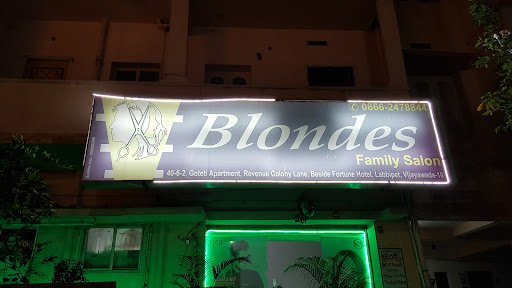 0866-2478844
Blondes
Family Salon
40-6-2, Goteti Apartment, Revenue Colony Lane, Beside Fortune Hotel, Labbipet, Vijayawada-10